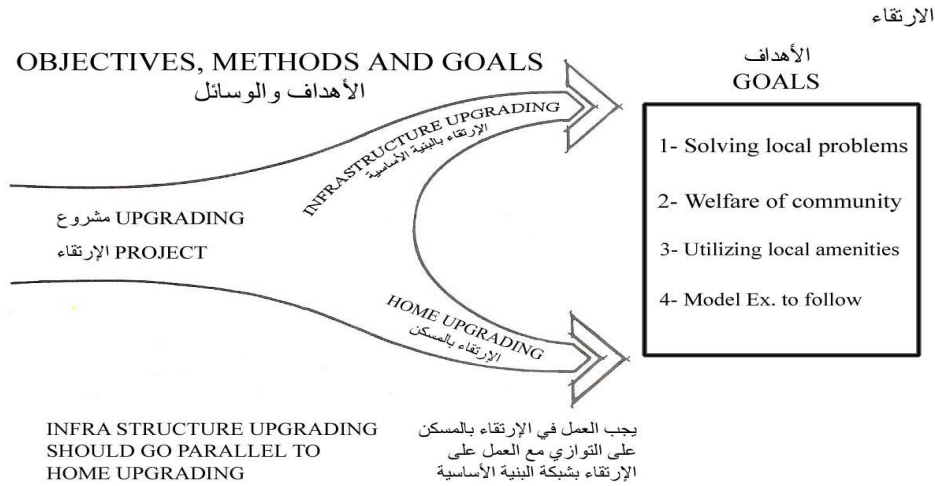 الارتقاء
OBJECTIVES, METHODS AND GOALS
الأهداف والوسائل
الأهداف
GOALS
INFRASTRUCTURE UPGRADING
الإرتقاء بالبنية الأساسية
مشروع UPGRADING
الإرتقاء PROJECT
HOME UPGRADING
الإرتقاء بالمسكن
1- Solving local problems
2- Welfare of community
3- Utilizing local amenities
4- Model Ex. to follow
INFRA STRUCTURE UPGRADING
SHOULD GO PARALLEL TO
HOME UPGRADING
يجب العمل في الإرتقاء بالمسكن
على التوازي مع العمل على
الإرتقاء بشبكة البنية الأساسية